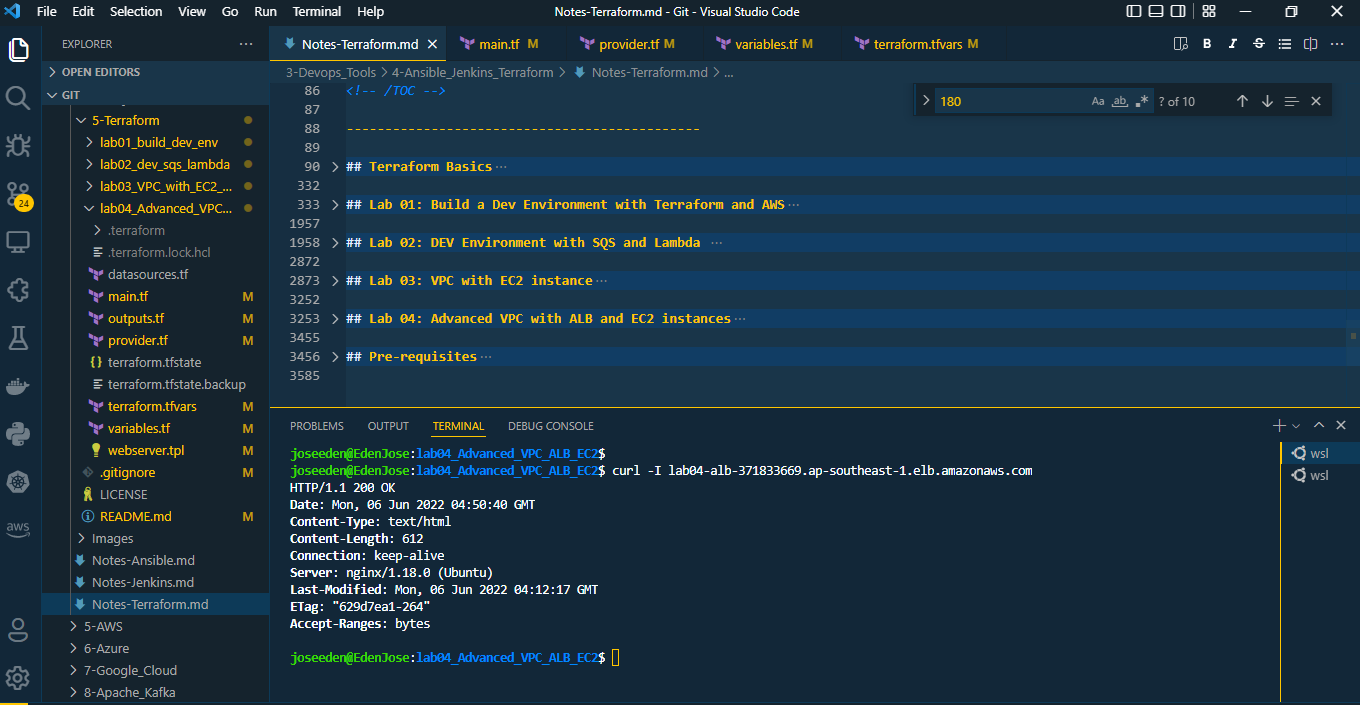 File Edit Selection View Go Run Terminal Help
Notes-Terraform.md - Git - Visual Studio Code
EXPLORER ···
OPEN EDITORS
GIT
5-Terraform
lab01_build_dev_env
lab02_dev_sqs_lambda
lab03_VPC_with_EC2_...
lab04_Advanced_VPC...
.terraform
.terraform.lock.hcl
datasources.tf
main.tf M
outputs.tf M
provider.tf M
{} terraform.tfstate
terraform.tfstate.backup
terraform.tfvars M
variables.tf M
webserver.tpl M
.gitignore M
LICENSE
README.md M
Images
Notes-Ansible.md
Notes-Jenkins.md
Notes-Terraform.md
5-AWS
6-Azure
7-Google_Cloud
8-Apache_Kafka
24
aws
Notes-Terraform.md
main.tf M
provider.tf M
variables.tf M
terraform.tfvars M
B I S ···
3-Devops_Tools > 4-Ansible_Jenkins_Terraform > Notes-Terraform.md > ...
180 Aa ab .* ? of 10
86 <!-- /TOC -->
87
88 ----------------------------------------------
89
90 ## Terraform Basics ···
332
333 ## Lab 01: Build a Dev Environment with Terraform and AWS ···
1957
1958 ## Lab 02: DEV Environment with SQS and Lambda ···
2872
2873 ## Lab 03: VPC with EC2 instance ···
3252
3253 ## Lab 04: Advanced VPC with ALB and EC2 instances ···
3455
3456 ## Pre-requisites ···
3585
PROBLEMS OUTPUT TERMINAL DEBUG CONSOLE
joseeden@EdenJose:lab04_Advanced_VPC_ALB_EC2$
joseeden@EdenJose:lab04_Advanced_VPC_ALB_EC2$ curl -I lab04-alb-371833669.ap-southeast-1.elb.amazonaws.com
HTTP/1.1 200 OK
Date: Mon, 06 Jun 2022 04:50:40 GMT
Content-Type: text/html
Content-Length: 612
Connection: keep-alive
Server: nginx/1.18.0 (Ubuntu)
Last-Modified: Mon, 06 Jun 2022 04:12:17 GMT
ETag: "629d7ea1-264"
Accept-Ranges: bytes
joseeden@EdenJose:lab04_Advanced_VPC_ALB_EC2$
wsl
wsl